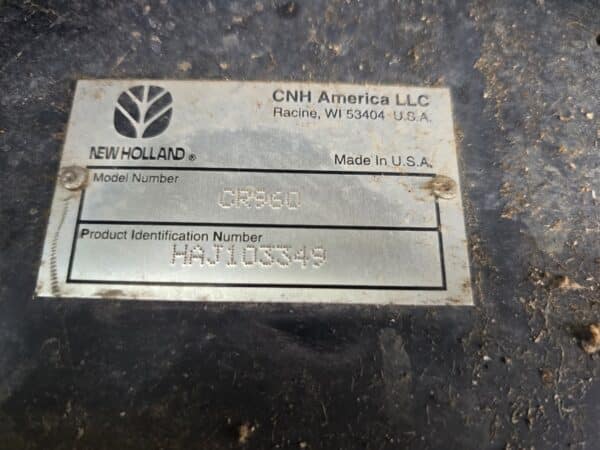 CNH America LLC
Racine, WI 53404 U.S.A.
NEW HOLLAND®
Made In U.S.A.
Model Number
CR960
Product Identification Number
HAJ103349